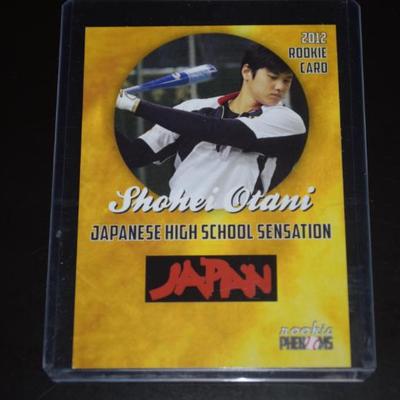 2012
ROOKIE
CARD
Shohei Otani
JAPANESE HIGH SCHOOL SENSATION
JAPAN
rookie
PHENOMS